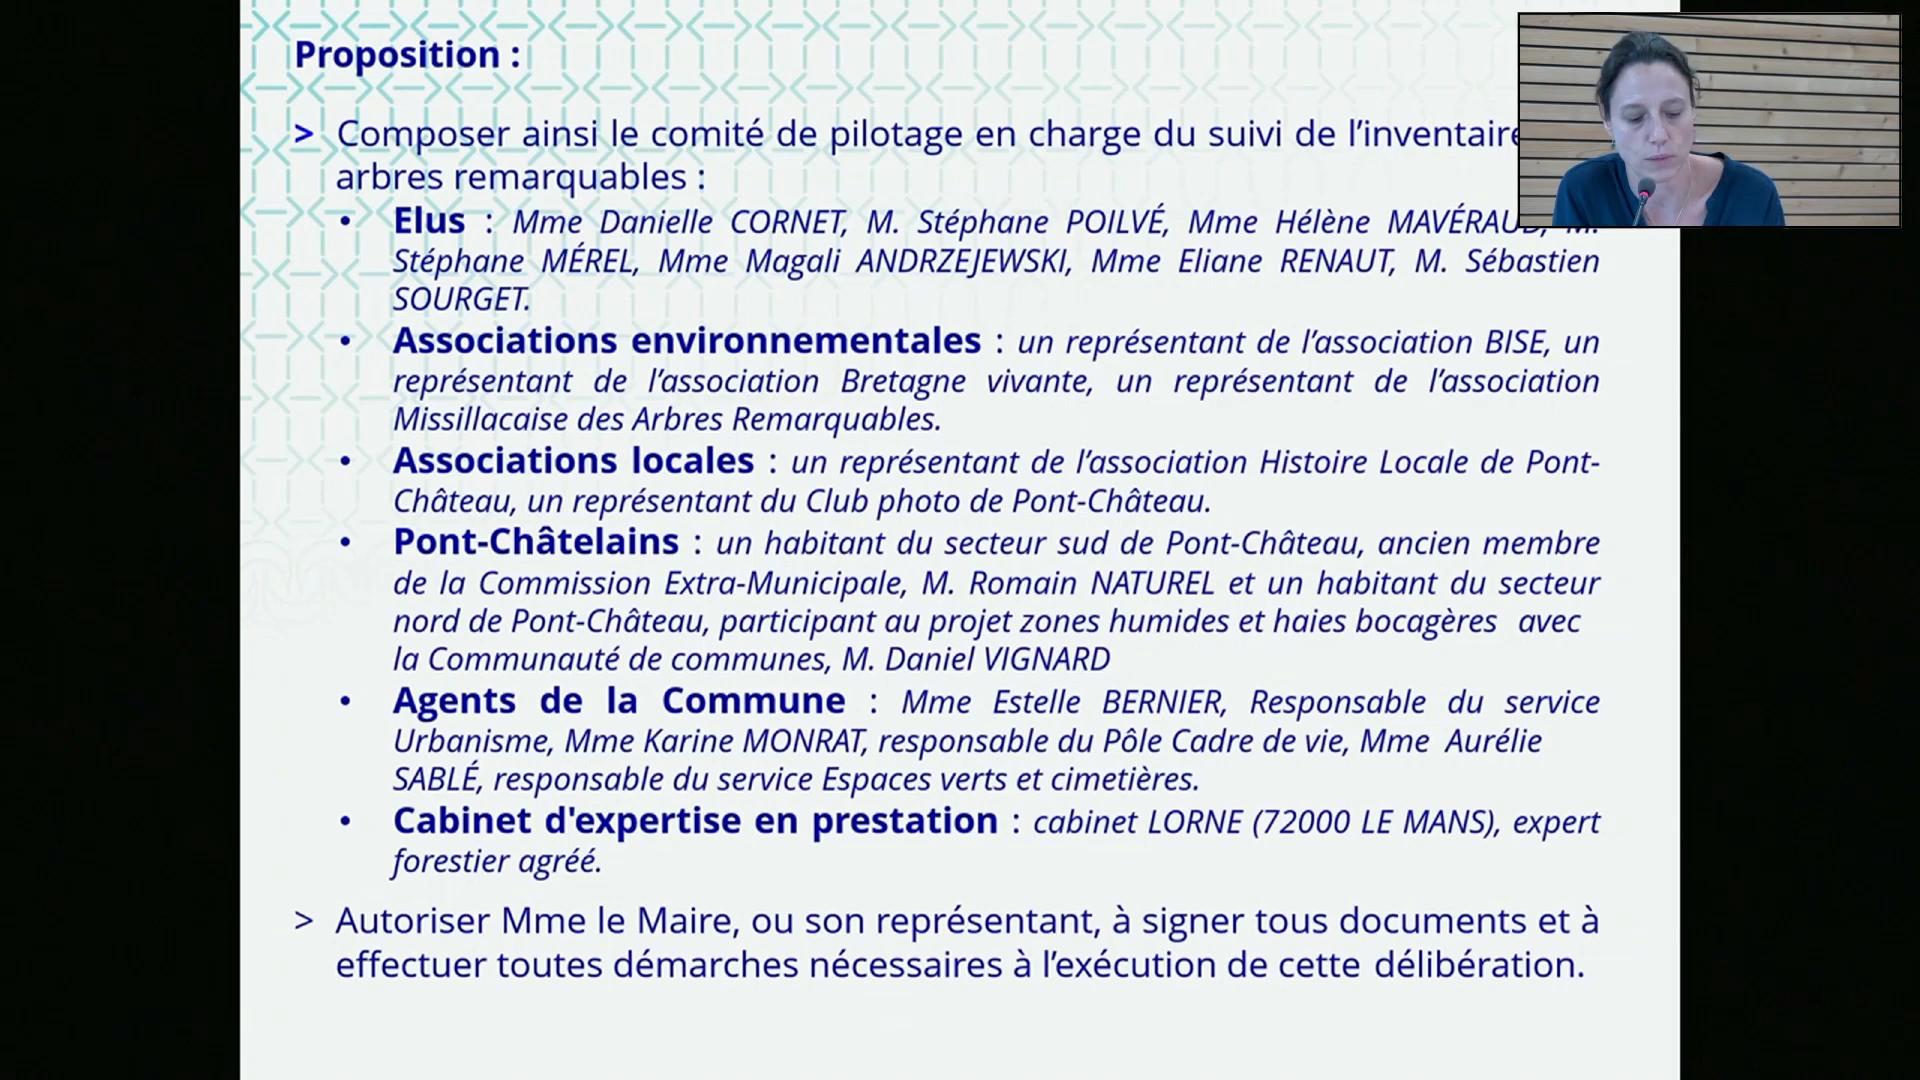 Proposition :
> Composer ainsi le comité de pilotage en charge du suivi de l’inventaire
arbres remarquables :
• Elus : Mme Danielle CORNET, M. Stéphane POILVÉ, Mme Hélène MAVÉRAUD, M.
Stéphane MÉREL, Mme Magali ANDRZEJEWSKI, Mme Eliane RENAUT, M. Sébastien
SOURGET.
• Associations environnementales : un représentant de l’association BISE, un
représentant de l’association Bretagne vivante, un représentant de l’association
Missillacaise des Arbres Remarquables.
• Associations locales : un représentant de l’association Histoire Locale de Pont-
Château, un représentant du Club photo de Pont-Château.
• Pont-Châtelains : un habitant du secteur sud de Pont-Château, ancien membre
de la Commission Extra-Municipale, M. Romain NATUREL et un habitant du secteur
nord de Pont-Château, participant au projet zones humides et haies bocagères avec
la Communauté de communes, M. Daniel VIGNARD
• Agents de la Commune : Mme Estelle BERNIER, Responsable du service
Urbanisme, Mme Karine MONRAT, responsable du Pôle Cadre de vie, Mme Aurélie
SABLÉ, responsable du service Espaces verts et cimetières.
• Cabinet d'expertise en prestation : cabinet LORNE (72000 LE MANS), expert
forestier agréé.
> Autoriser Mme le Maire, ou son représentant, à signer tous documents et à
effectuer toutes démarches nécessaires à l’exécution de cette délibération.